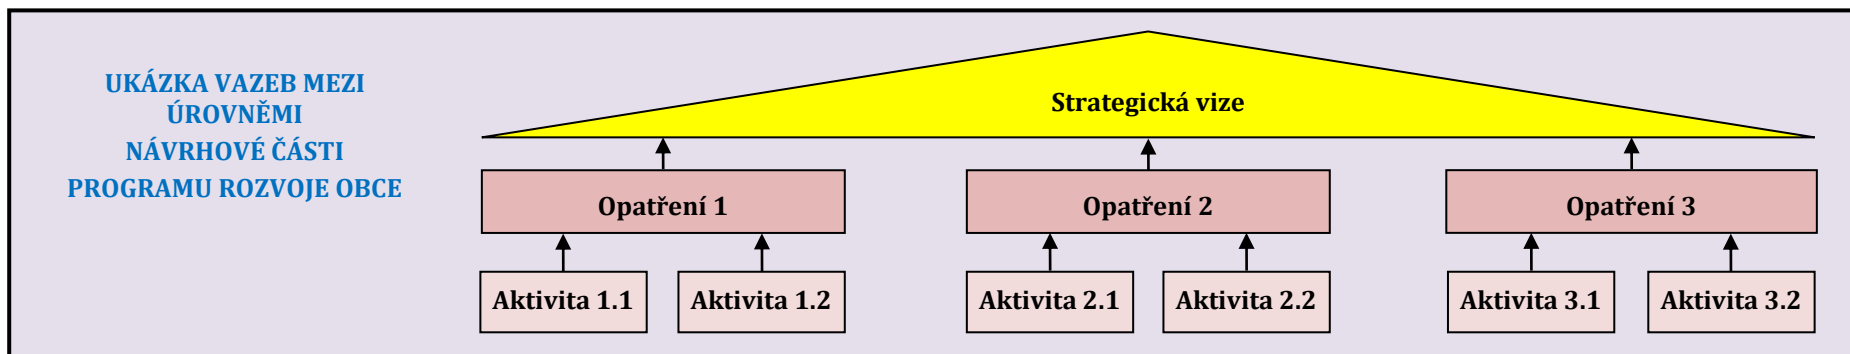 UKÁZKA VAZEB MEZI
ÚROVNĚMI
NÁVRHOVÉ ČÁSTI
PROGRAMU ROZVOJE OBCE
Strategická vize
Opatření 1
Opatření 2
Opatření 3
Aktivita 1.1
Aktivita 1.2
Aktivita 2.1
Aktivita 2.2
Aktivita 3.1
Aktivita 3.2